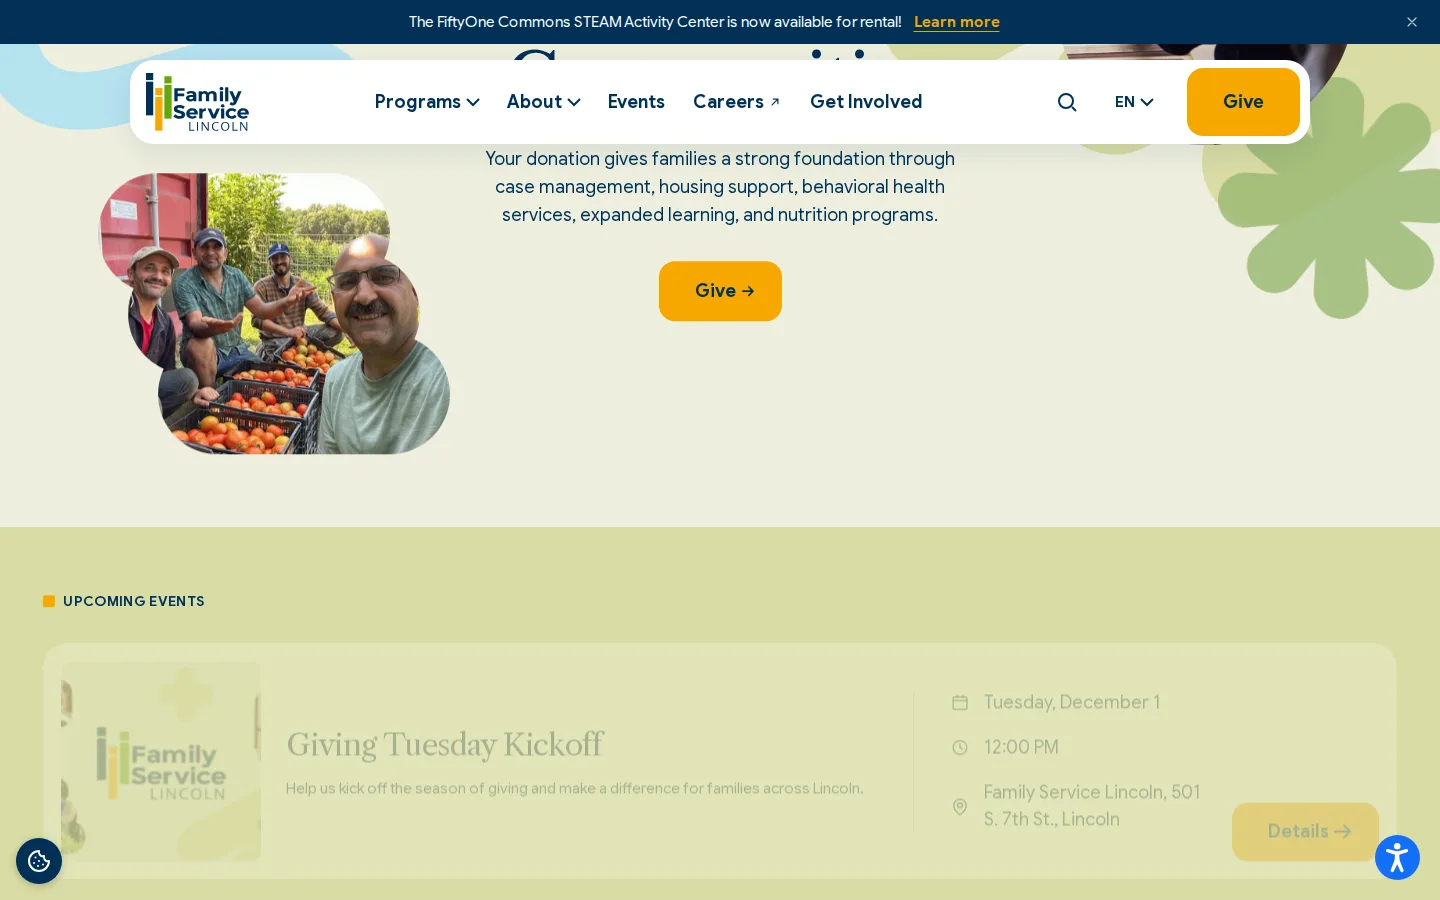 The FiftyOne Commons STEAM Activity Center is now available for rental! Learn more
Family
Service
LINCOLN
Programs About Events Careers Get Involved EN Give
Your donation gives families a strong foundation through
case management, housing support, behavioral health
services, expanded learning, and nutrition programs.
Give
UPCOMING EVENTS
Family
Service
LINCOLN
Giving Tuesday Kickoff
Help us kick off the season of giving and make a difference for families across Lincoln.
Tuesday, December 1
12:00 PM
Family Service Lincoln, 501
S. 7th St., Lincoln
Details